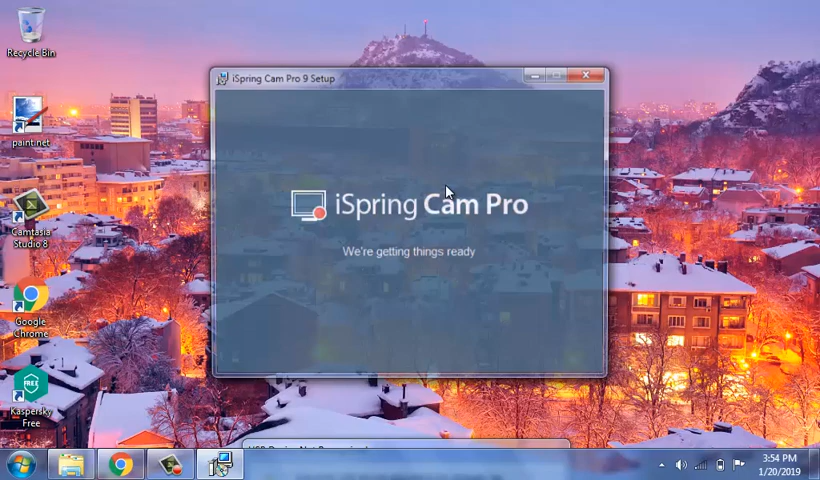 Recycle Bin
paint.net
Camtasia
Studio 8
Google
Chrome
FREE
Kaspersky
Free
iSpring Cam Pro 9 Setup
iSpring Cam Pro
We're getting things ready
3:54 PM
1/20/2019